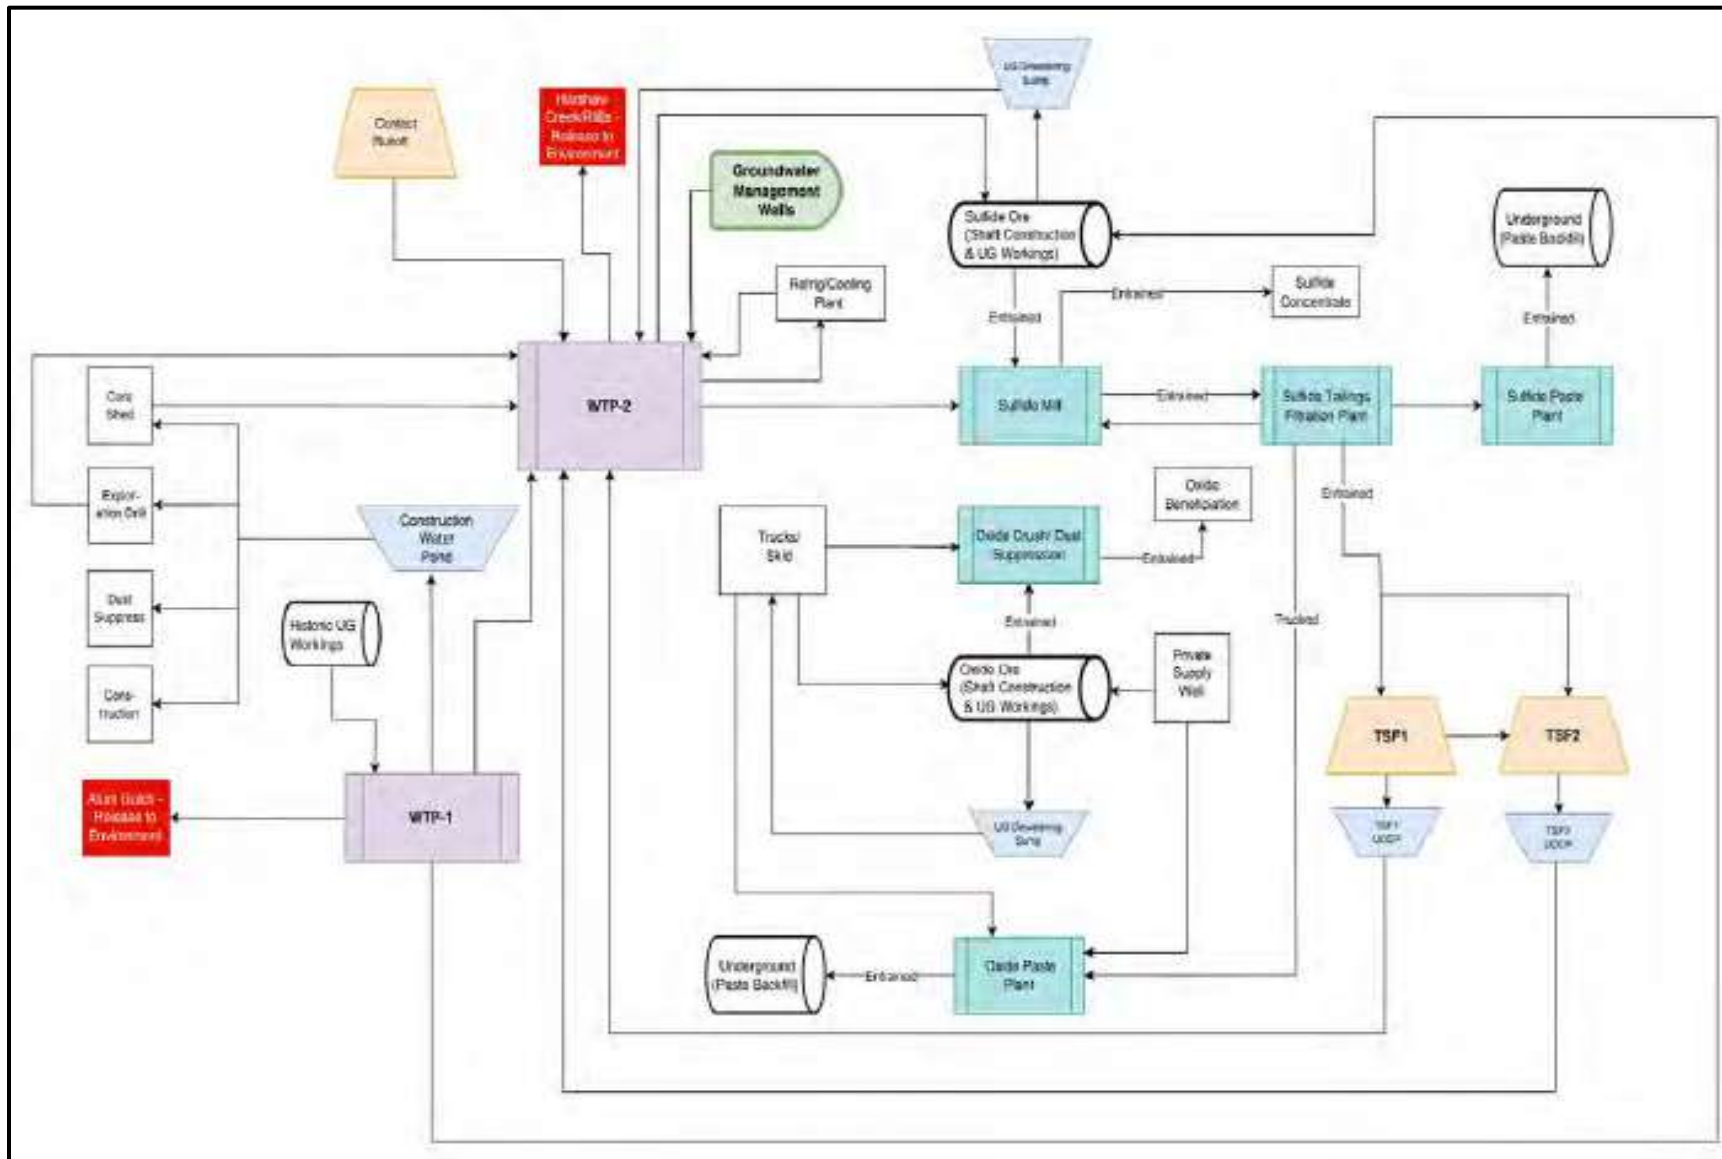 UG Dewatering
Contact
Runoff
Harshaw
Release to
Environment
Groundwater
Management
Wells
Sulfide Ore
(Shaft Construction
& UG Workings)
Underground
(Paste Backfill)
Refrig/Cooling
Plant
Entrained
Sulfide
Concentrate
Entrained
Entrained
Core
Shed
WTP-2
Sulfide Mill
Entrained
Sulfide Tailings
Filtration Plant
Sulfide Paste
Plant
Explor-
ation Drill
Construction
Water
Pond
Trucks/
Skid
Oxide Crush/ Dust
Suppression
Oxide
Beneficiation
Entrained
Entrained
Dust
Suppress
Historic UG
Workings
Entrained
Trucked
Cons-
truction
Oxide Ore
(Shaft Construction
& UG Workings)
Private
Supply
Well
TSF1
TSF2
Alum Gulch -
Release to
Environment
WTP-1
UG Dewatering
Sump
TSF1
TSF2
Underground
(Paste Backfill)
Entrained
Oxide Paste
Plant